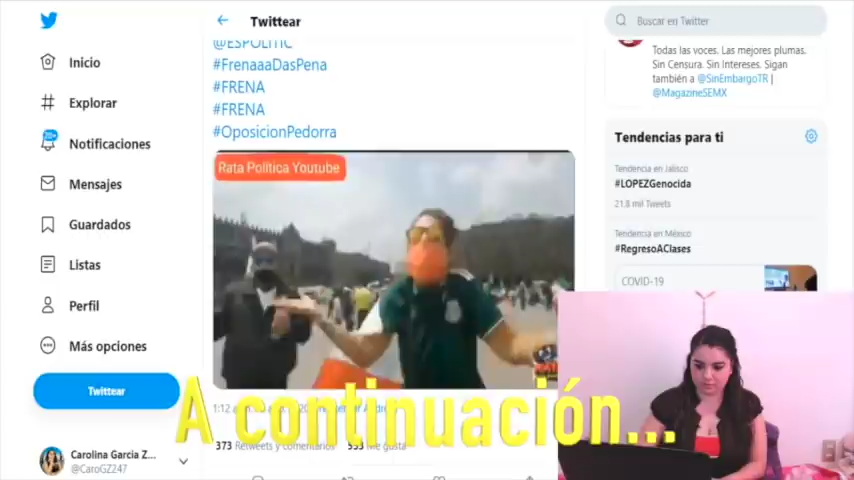 Twittear
Buscar en Twitter
Inicio
Explorar
20+
Notificaciones
Mensajes
Guardados
Listas
Perfil
Más opciones
Twittear
Carolina Garcia Z...
@CaroGZ247
@ESPOLITIC
#FrenaaaDasPena
#FRENA
#FRENA
#OposicionPedorra
Rata Política Youtube
A continuación...
373 Retweets y comentarios
Todas las voces. Las mejores plumas.
Sin Censura. Sin Intereses. Sigan
también a @SinEmbargoTR |
@MagazineSEMX
Tendencias para ti
Tendencia en Jalisco
#LOPEZGenocida
21.8 mil Tweets
Tendencia en México
#RegresoAClases
COVID-19